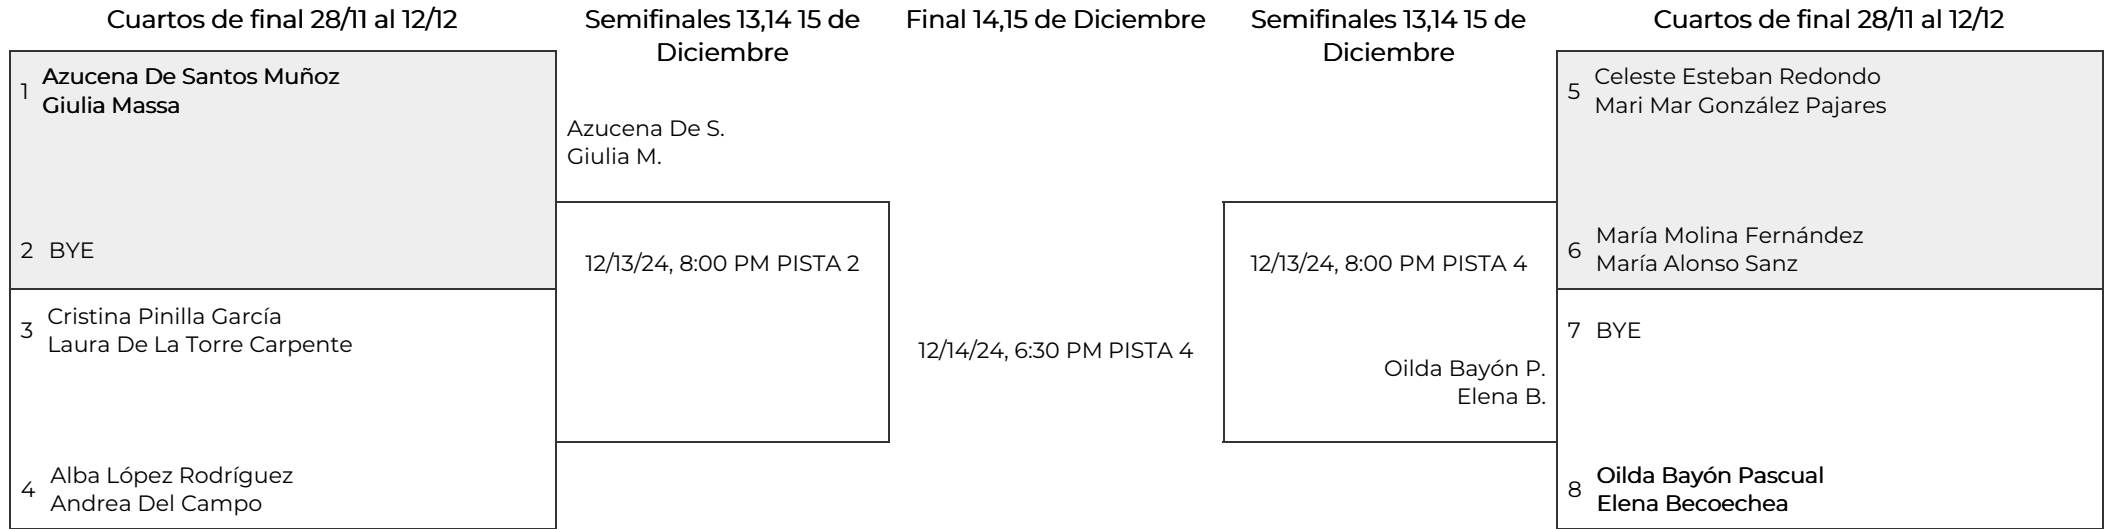 Cuartos de final 28/11 al 12/12
Semifinales 13,14 15 de
Diciembre
Final 14,15 de Diciembre
Semifinales 13,14 15 de
Diciembre
Cuartos de final 28/11 al 12/12
1
Azucena De Santos Muñoz
Giulia Massa
2 BYE
3
Cristina Pinilla García
Laura De La Torre Carpente
4
Alba López Rodríguez
Andrea Del Campo
Azucena De S.
Giulia M.
12/13/24, 8:00 PM PISTA 2
12/14/24, 6:30 PM PISTA 4
12/13/24, 8:00 PM PISTA 4
Oilda Bayón P.
Elena B.
5
Celeste Esteban Redondo
Mari Mar González Pajares
6
María Molina Fernández
María Alonso Sanz
7 BYE
8
Oilda Bayón Pascual
Elena Becoechea